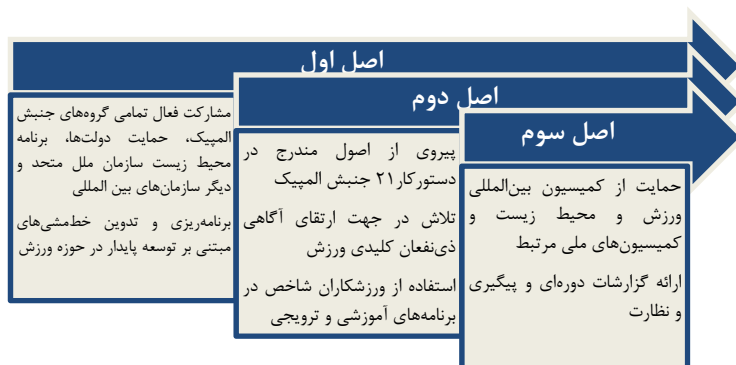 اصل اول
مشارکت فعال تمامی گروه‌های جنبش
المپیک، حمایت دولت‌ها، برنامه
محیط زیست سازمان ملل متحد و
دیگر سازمان‌های بین المللی
برنامه‌ریزی و تدوین خط‌مشی‌های
مبتنی بر توسعه پایدار در حوزه ورزش
اصل دوم
پیروی از اصول مندرج در
دستورکار۲۱ جنبش المپیک
تلاش در جهت ارتقای آگاهی
ذی‌نفعان کلیدی ورزش
استفاده از ورزشکاران شاخص در
برنامه‌های آموزشی و ترویجی
اصل سوم
حمایت از کمیسیون بین‌المللی
ورزش و محیط زیست و
کمیسیون‌های ملی مرتبط
ارائه گزارشات دوره‌ای و پیگیری
و نظارت